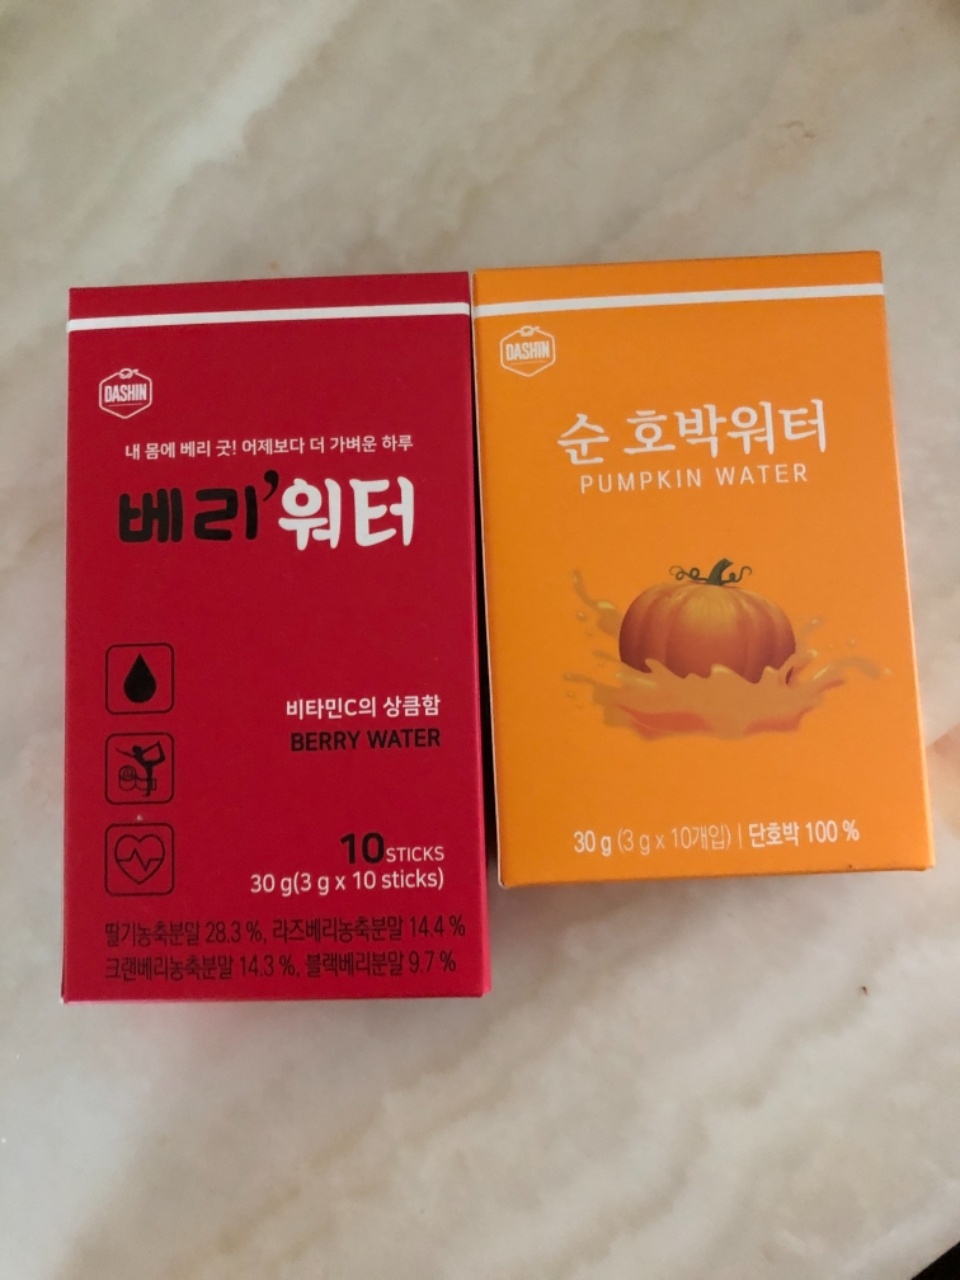 DASHIN
내 몸에 베리 굿! 어제보다 더 가벼운 하루
베리'워터
비타민C의 상큼함
BERRY WATER
10 STICKS
30 g(3 g x 10 sticks)
딸기농축분말 28.3 %, 라즈베리농축분말 14.4 %
크랜베리농축분말 14.3 %, 블랙베리분말 9.7 %
DASHIN
순 호박워터
PUMPKIN WATER
30 g (3 g x 10개입) | 단호박 100 %